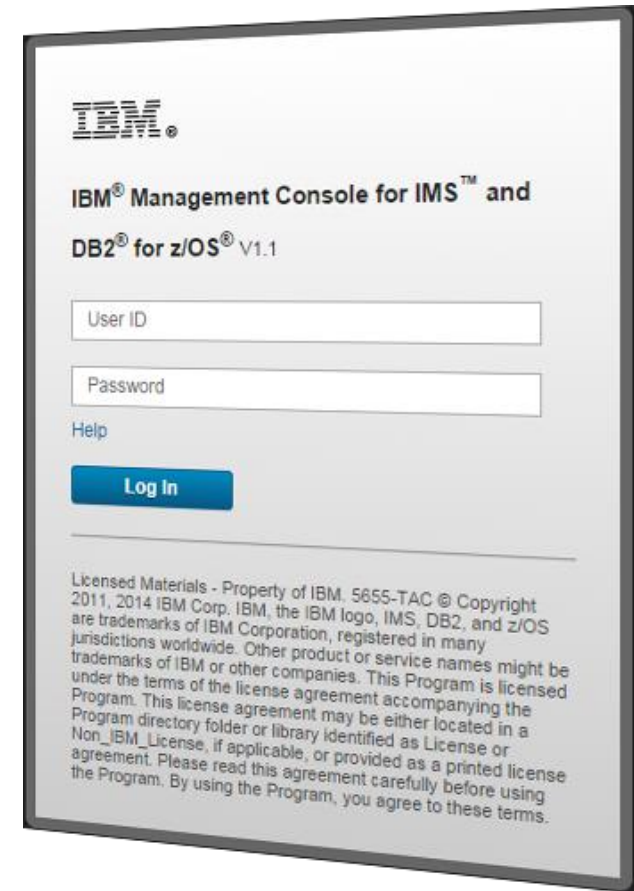 IBM®
IBM® Management Console for IMS™ and
DB2® for z/OS® V1.1
User ID
Password
Help
Log In
Licensed Materials - Property of IBM. 5655-TAC © Copyright
2011, 2014 IBM Corp. IBM, the IBM logo, IMS, DB2, and z/OS
are trademarks of IBM Corporation, registered in many
jurisdictions worldwide. Other product or service names might be
trademarks of IBM or other companies. This Program is licensed
under the terms of the license agreement accompanying the
Program. This license agreement may be either located in a
Program directory folder or library identified as License or
Non_IBM_License, if applicable, or provided as a printed license
agreement. Please read this agreement carefully before using
the Program. By using the Program, you agree to these terms.